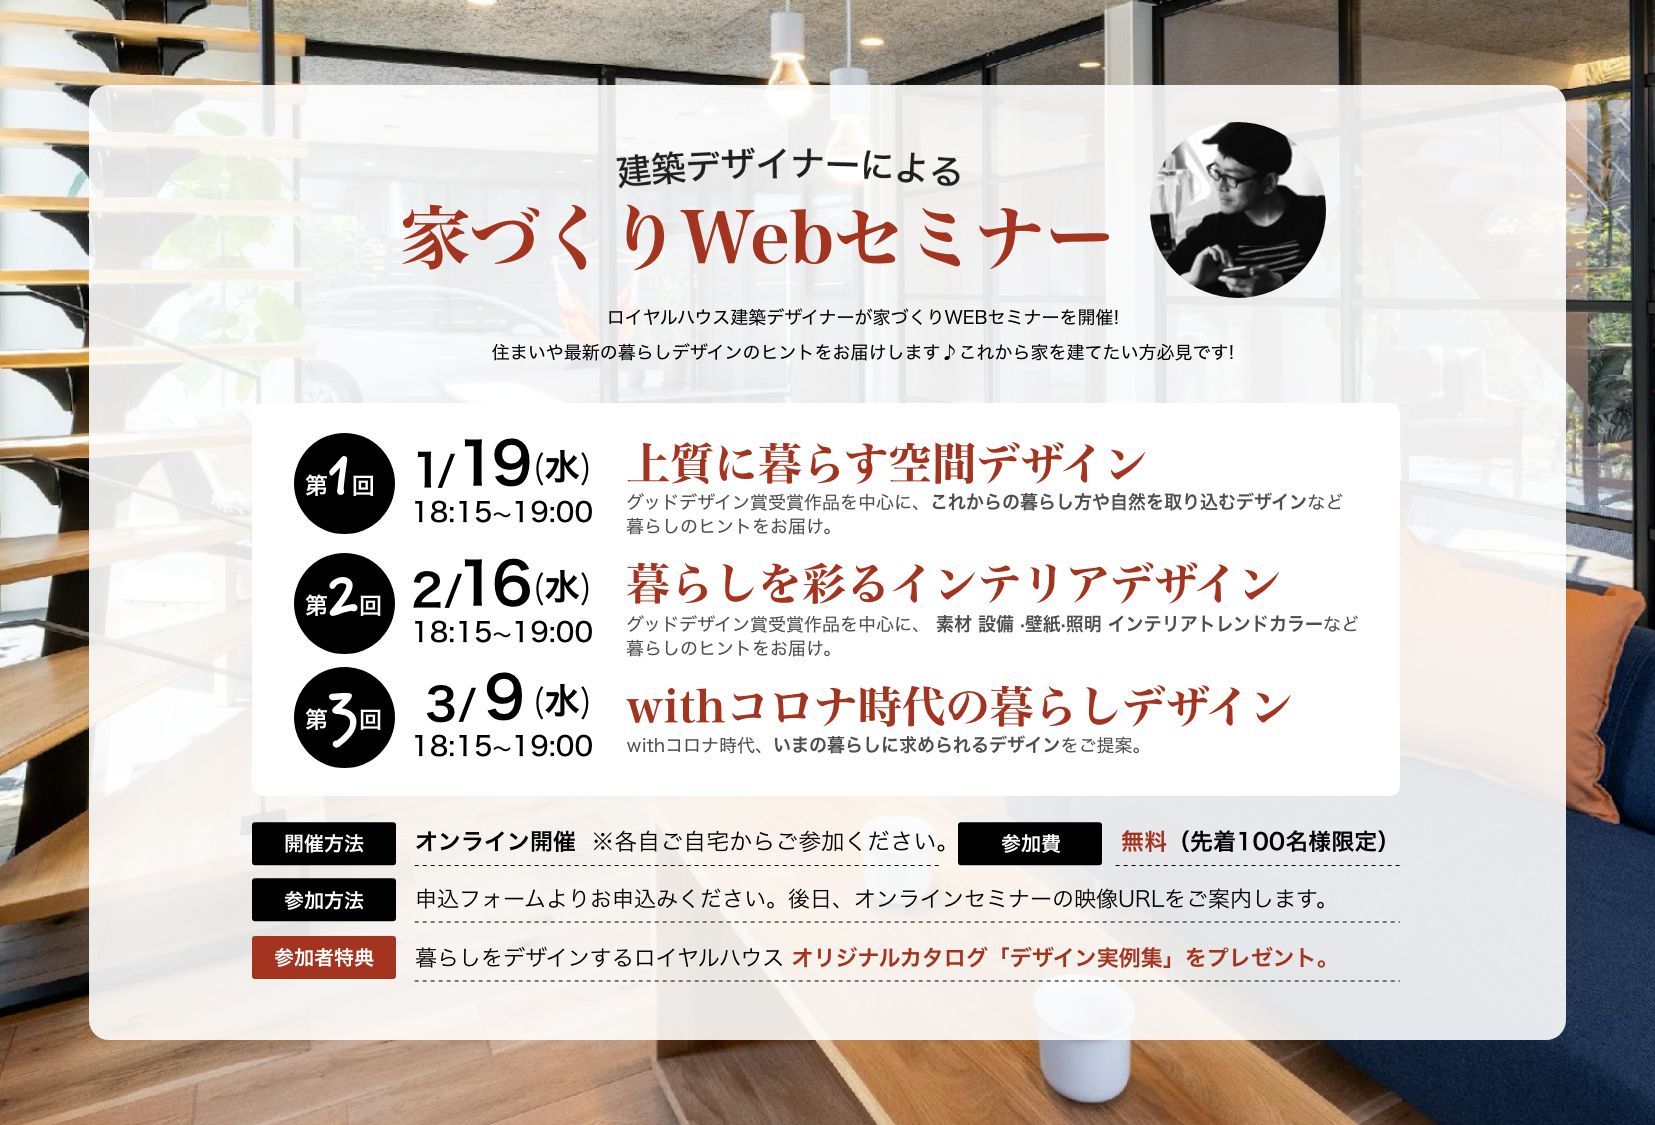 建築デザイナーによる
家づくりWebセミナー
ロイヤルハウス建築デザイナーが家づくりWEBセミナーを開催!
住まいや最新の暮らしデザインのヒントをお届けします♪これから家を建てたい方必見です!
第1回
1/19(水)
18:15~19:00
上質に暮らす空間デザイン
グッドデザイン賞受賞作品を中心に、これからの暮らし方や自然を取り込むデザインなど
暮らしのヒントをお届け。
第2回
2/16(水)
18:15~19:00
暮らしを彩るインテリアデザイン
グッドデザイン賞受賞作品を中心に、 素材 設備 ·壁紙·照明 インテリアトレンドカラーなど
暮らしのヒントをお届け。
第3回
3/9(水)
18:15~19:00
withコロナ時代の暮らしデザイン
withコロナ時代、いまの暮らしに求められるデザインをご提案。
開催方法 オンライン開催 ※各自ご自宅からご参加ください。 参加費 無料（先着100名様限定）
参加方法 申込フォームよりお申込みください。後日、オンラインセミナーの映像URLをご案内します。
参加者特典 暮らしをデザインするロイヤルハウス オリジナルカタログ「デザイン実例集」をプレゼント。